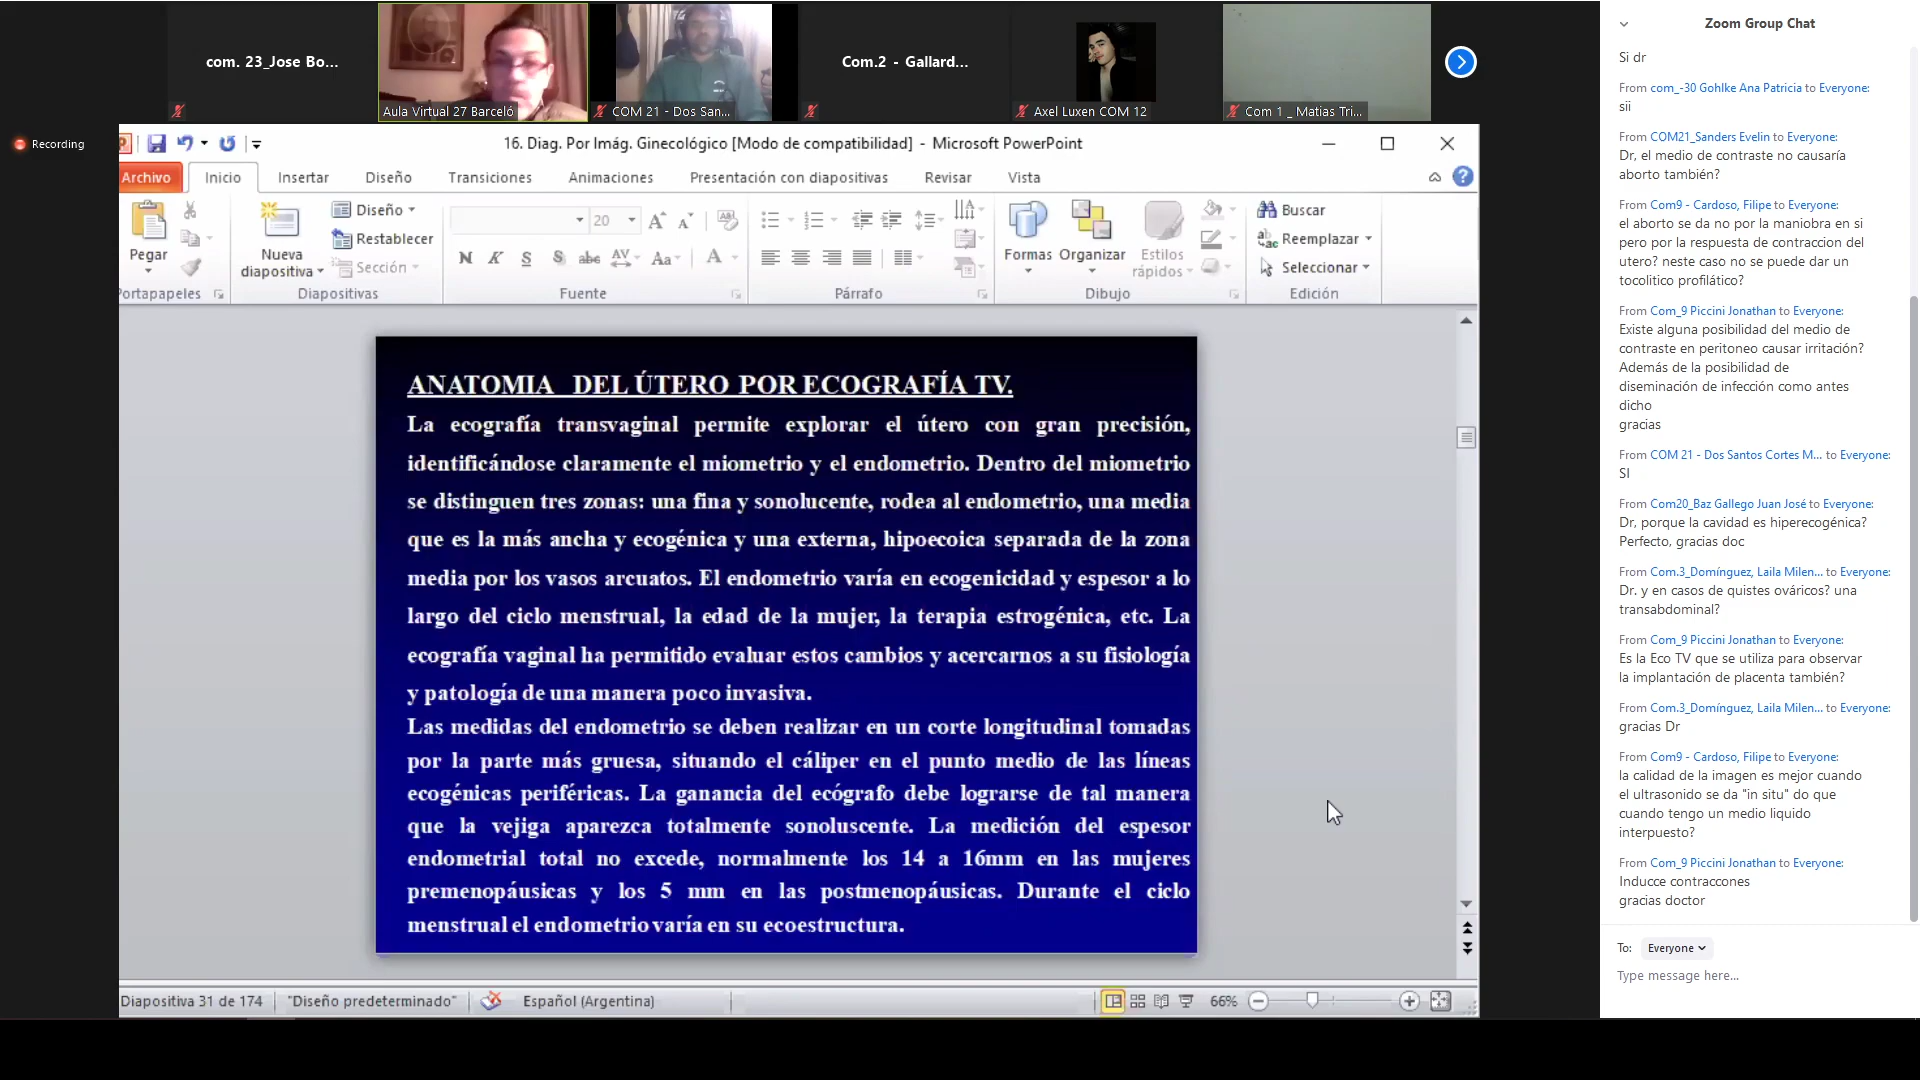 com. 23_Jose Bo...
Aula Virtual 27 Barceló
COM 21 - Dos San...
Com.2 - Gallard...
Axel Luxen COM 12
Com 1 _ Matias Tri...
Recording
16. Diag. Por Imág. Ginecológico [Modo de compatibilidad] - Microsoft PowerPoint
Archivo
Inicio
Insertar
Diseño
Transiciones
Animaciones
Presentación con diapositivas
Revisar
Vista
Pegar
Portapapeles
Nueva
diapositiva
Diseño
Restablecer
Sección
Diapositivas
20
Fuente
Párrafo
Formas
Organizar
Estilos
rápidos
Dibujo
Buscar
Reemplazar
Seleccionar
Edición
ANATOMIA DEL ÚTERO POR ECOGRAFÍA TV.
La ecografía transvaginal permite explorar el útero con gran precisión,
identificándose claramente el miometrio y el endometrio. Dentro del miometrio
se distinguen tres zonas: una fina y sonolucente, rodea al endometrio, una media
que es la más ancha y ecogénica y una externa, hipoecoica separada de la zona
media por los vasos arcuatos. El endometrio varía en ecogenicidad y espesor a lo
largo del ciclo menstrual, la edad de la mujer, la terapia estrogénica, etc. La
ecografía vaginal ha permitido evaluar estos cambios y acercarnos a su fisiología
y patología de una manera poco invasiva.
Las medidas del endometrio se deben realizar en un corte longitudinal tomadas
por la parte más gruesa, situando el cáliper en el punto medio de las líneas
ecogénicas periféricas. La ganancia del ecógrafo debe lograrse de tal manera
que la vejiga aparezca totalmente sonoluscente. La medición del espesor
endometrial total no excede, normalmente los 14 a 16mm en las mujeres
premenopáusicas y los 5 mm en las postmenopáusicas. Durante el ciclo
menstrual el endometrio varía en su ecoestructura.
Diapositiva 31 de 174
"Diseño predeterminado"
Español (Argentina)
66%
Zoom Group Chat
Si dr
From com_-30 Gohlke Ana Patricia to Everyone:
sii
From COM21_Sanders Evelin to Everyone:
Dr, el medio de contraste no causaría
aborto también?
From Com9 - Cardoso, Filipe to Everyone:
el aborto se da no por la maniobra en si
pero por la respuesta de contraccion del
utero? neste caso no se puede dar un
tocolitico profilático?
From Com_9 Piccini Jonathan to Everyone:
Existe alguna posibilidad del medio de
contraste en peritoneo causar irritación?
Además de la posibilidad de
diseminación de infección como antes
dicho
gracias
From COM 21 - Dos Santos Cortes M... to Everyone:
SI
From Com20_Baz Gallego Juan José to Everyone:
Dr, porque la cavidad es hiperecogénica?
Perfecto, gracias doc
From Com.3_Domínguez, Laila Milen... to Everyone:
Dr. y en casos de quistes ováricos? una
transabdominal?
From Com_9 Piccini Jonathan to Everyone:
Es la Eco TV que se utiliza para observar
la implantación de placenta también?
From Com.3_Domínguez, Laila Milen... to Everyone:
gracias Dr
From Com9 - Cardoso, Filipe to Everyone:
la calidad de la imagen es mejor cuando
el ultrasonido se da "in situ" do que
cuando tengo un medio liquido
interpuesto?
From Com_9 Piccini Jonathan to Everyone:
Inducce contraccones
gracias doctor
To: Everyone
Type message here...